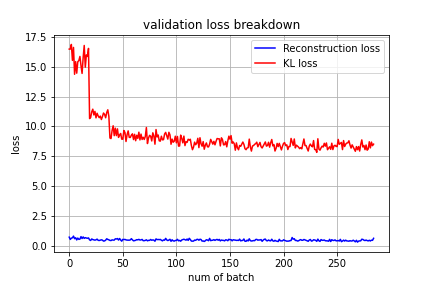 validation loss breakdown
17.5
15.0
12.5
10.0
7.5
5.0
2.5
0.0
loss
Reconstruction loss
KL loss
0
50
100
150
200
250
num of batch